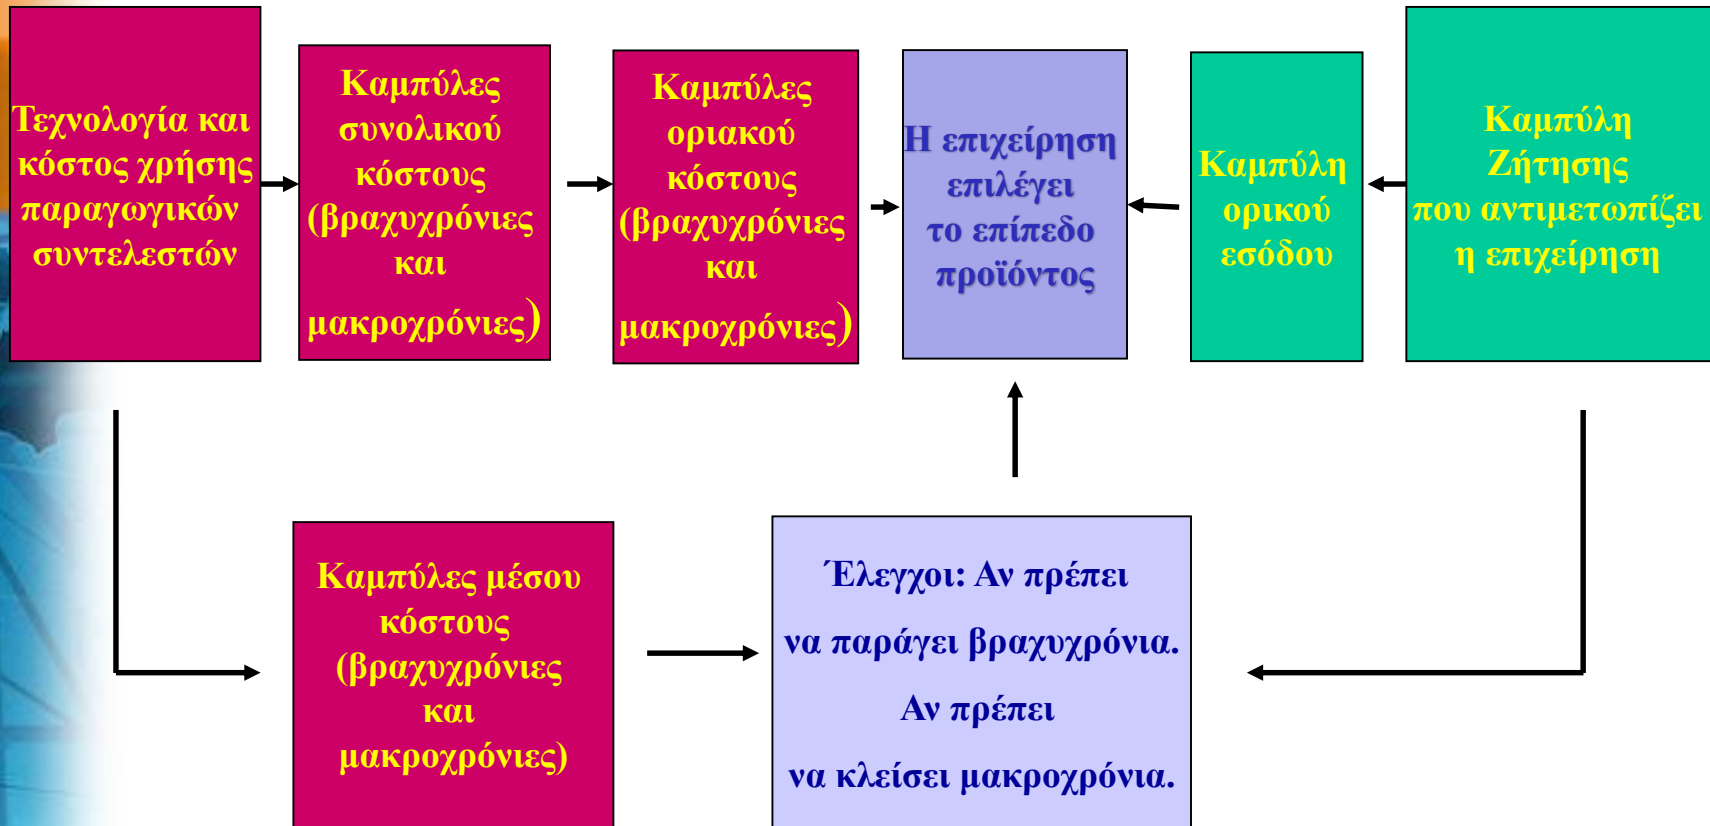 Τεχνολογία και
κόστος χρήσης
παραγωγικών
συντελεστών
Καμπύλες
συνολικού
κόστους
(βραχυχρόνιες
και
μακροχρόνιες)
Καμπύλες
οριακού
κόστους
(βραχυχρόνιες
και
μακροχρόνιες)
Η επιχείρηση
επιλέγει
το επίπεδο
προϊόντος
Καμπύλη
ορικού
εσόδου
Καμπύλη
Ζήτησης
που αντιμετωπίζει
η επιχείρηση
Καμπύλες μέσου
κόστους
(βραχυχρόνιες
και
μακροχρόνιες)
Έλεγχοι: Αν πρέπει
να παράγει βραχυχρόνια.
Αν πρέπει
να κλείσει μακροχρόνια.